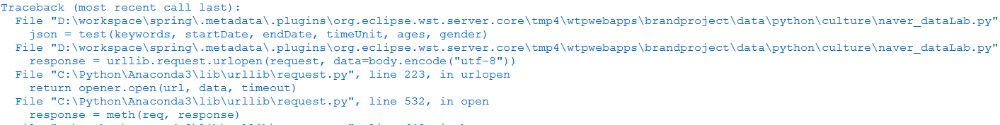 Traceback (most recent call last):
File "D:\workspace\spring\.metadata\.plugins\org.eclipse.wst.server.core\tmp4\wtpwebapps\brandproject\data\python\culture\naver_dataLab.py"
json = test(keywords, startDate, endDate, timeUnit, ages, gender)
File "D:\workspace\spring\.metadata\.plugins\org.eclipse.wst.server.core\tmp4\wtpwebapps\brandproject\data\python\culture\naver_dataLab.py"
response = urllib.request.urlopen(request, data=body.encode("utf-8"))
File "C:\Python\Anaconda3\lib\urllib\request.py", line 223, in urlopen
return opener.open(url, data, timeout)
File "C:\Python\Anaconda3\lib\urllib\request.py", line 532, in open
response = meth(req, response)